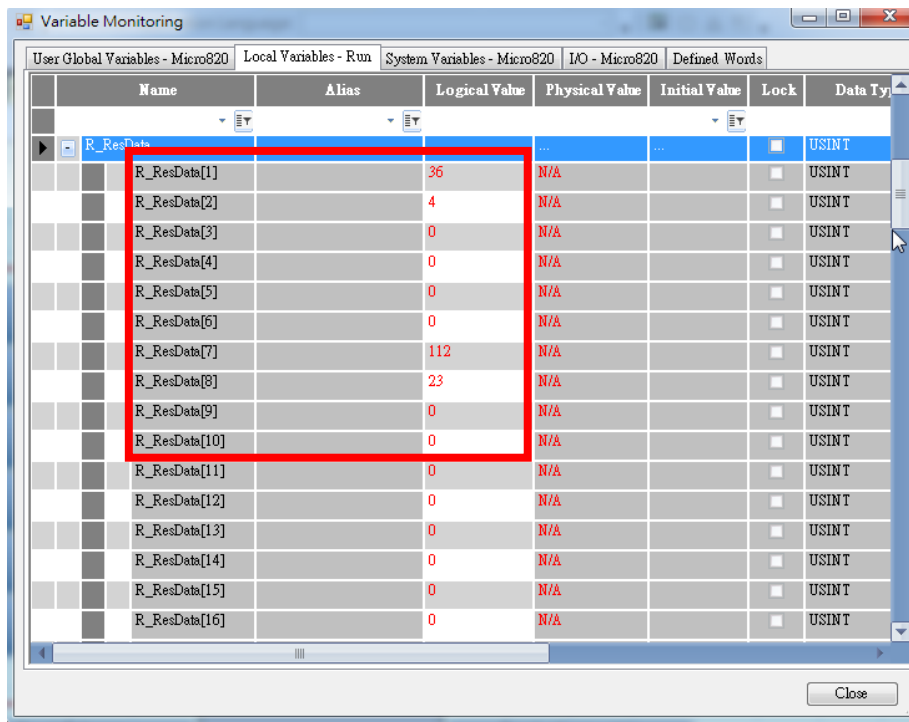 Variable Monitoring
User Global Variables - Micro820 Local Variables - Run System Variables - Micro820 I/O - Micro820 Defined Words
Name Alias Logical Value Physical Value Initial Value Lock Data Ty
R_ResData ... ... USINT
R_ResData[1] 36 N/A USINT
R_ResData[2] 4 N/A USINT
R_ResData[3] 0 N/A USINT
R_ResData[4] 0 N/A USINT
R_ResData[5] 0 N/A USINT
R_ResData[6] 0 N/A USINT
R_ResData[7] 112 N/A USINT
R_ResData[8] 23 N/A USINT
R_ResData[9] 0 N/A USINT
R_ResData[10] 0 N/A USINT
R_ResData[11] 0 N/A USINT
R_ResData[12] 0 N/A USINT
R_ResData[13] 0 N/A USINT
R_ResData[14] 0 N/A USINT
R_ResData[15] 0 N/A USINT
R_ResData[16] 0 N/A USINT
Close